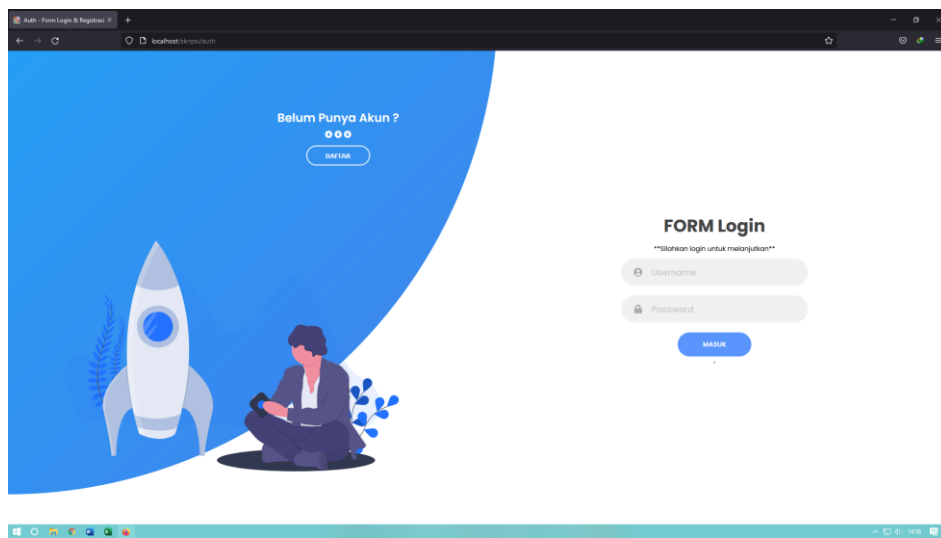 Auth - Form Login & Registrasi
localhost/skripsi/auth
Belum Punya Akun ?
DAFTAR
FORM Login
**Silahkan login untuk melanjutkan**
Username
Password
MASUK